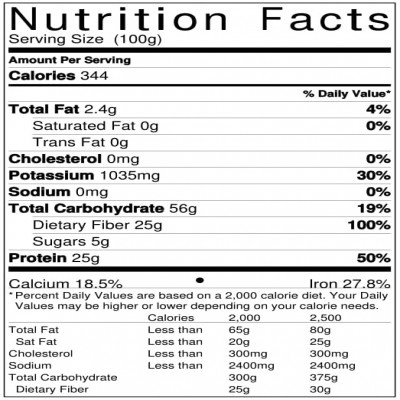 Nutrition Facts
Serving Size (100g)
Amount Per Serving
Calories 344
% Daily Value*
Total Fat 2.4g 4%
Saturated Fat 0g 0%
Trans Fat 0g
Cholesterol 0mg 0%
Potassium 1035mg 30%
Sodium 0mg 0%
Total Carbohydrate 56g 19%
Dietary Fiber 25g 100%
Sugars 5g
Protein 25g 50%
Calcium 18.5% • Iron 27.8%
*Percent Daily Values are based on a 2,000 calorie diet. Your Daily
Values may be higher or lower depending on your calorie needs.
Calories 2,000 2,500
Total Fat Less than 65g 80g
Sat Fat Less than 20g 25g
Cholesterol Less than 300mg 300mg
Sodium Less than 2400mg 2400mg
Total Carbohydrate 300g 375g
Dietary Fiber 25g 30g